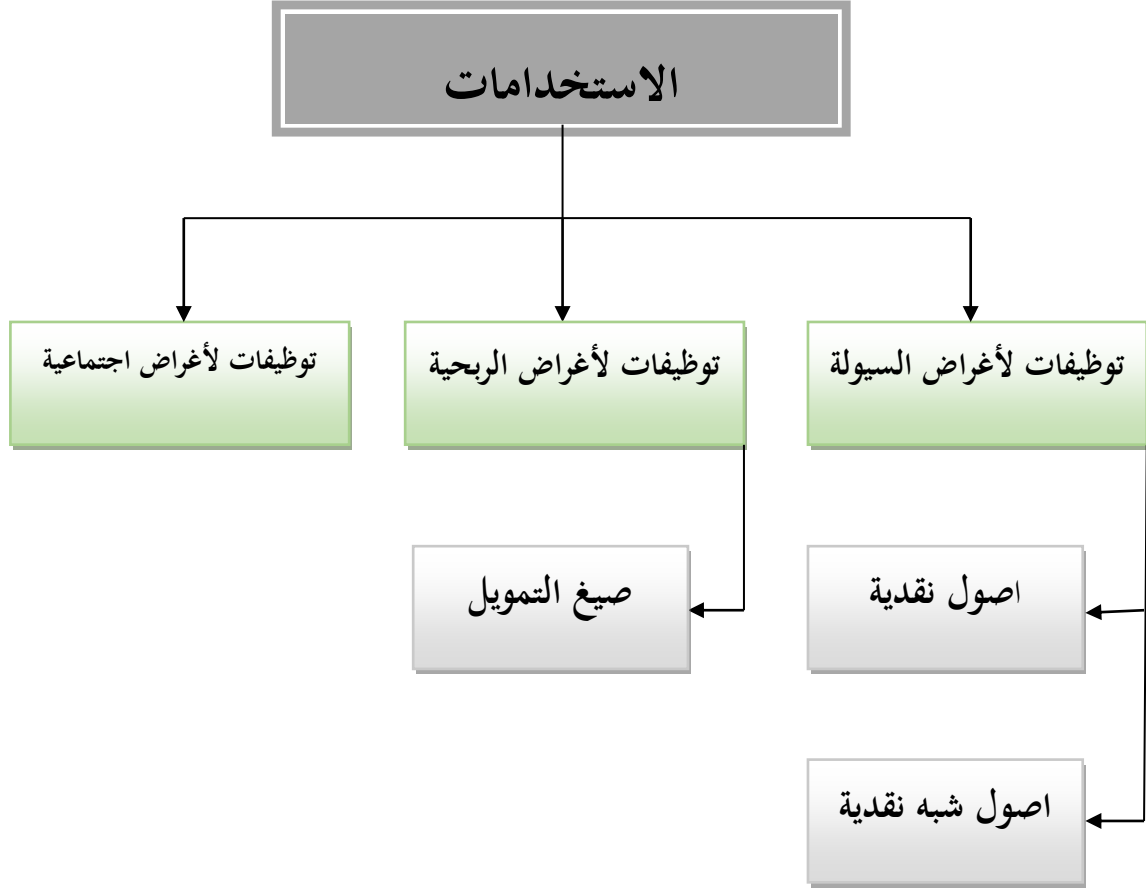 الاستخدامات
توظيفات لأغراض السيولة
توظيفات لأغراض الربحية
توظيفات لأغراض اجتماعية
اصول نقدية
صيغ التمويل
اصول شبه نقدية